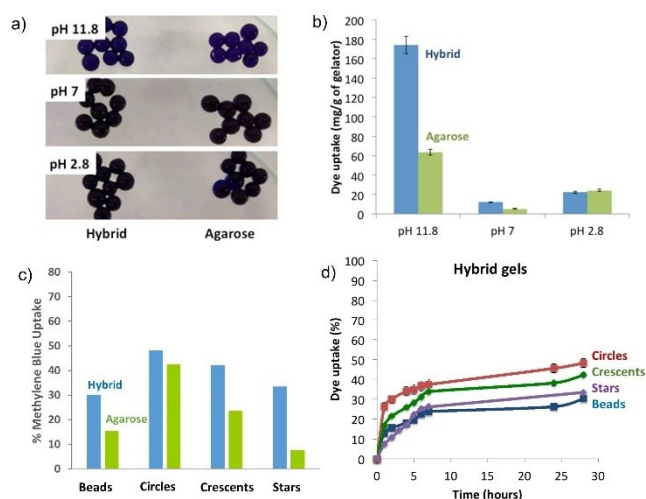 a)
pH 11.8
pH 7
pH 2.8
Hybrid Agarose
b)
Dye uptake (mg/g of gelator)
200
180
160
140
120
100
80
60
40
20
0
Hybrid
Agarose
pH 11.8 pH 7 pH 2.8
c)
% Methylene Blue Uptake
80
70
60
50
40
30
20
10
0
Hybrid
Agarose
Beads Circles Crescents Stars
d)
Hybrid gels
Dye uptake (%)
100
90
80
70
60
50
40
30
20
10
0
Circles
Crescents
Stars
Beads
0 5 10 15 20 25 30
Time (hours)